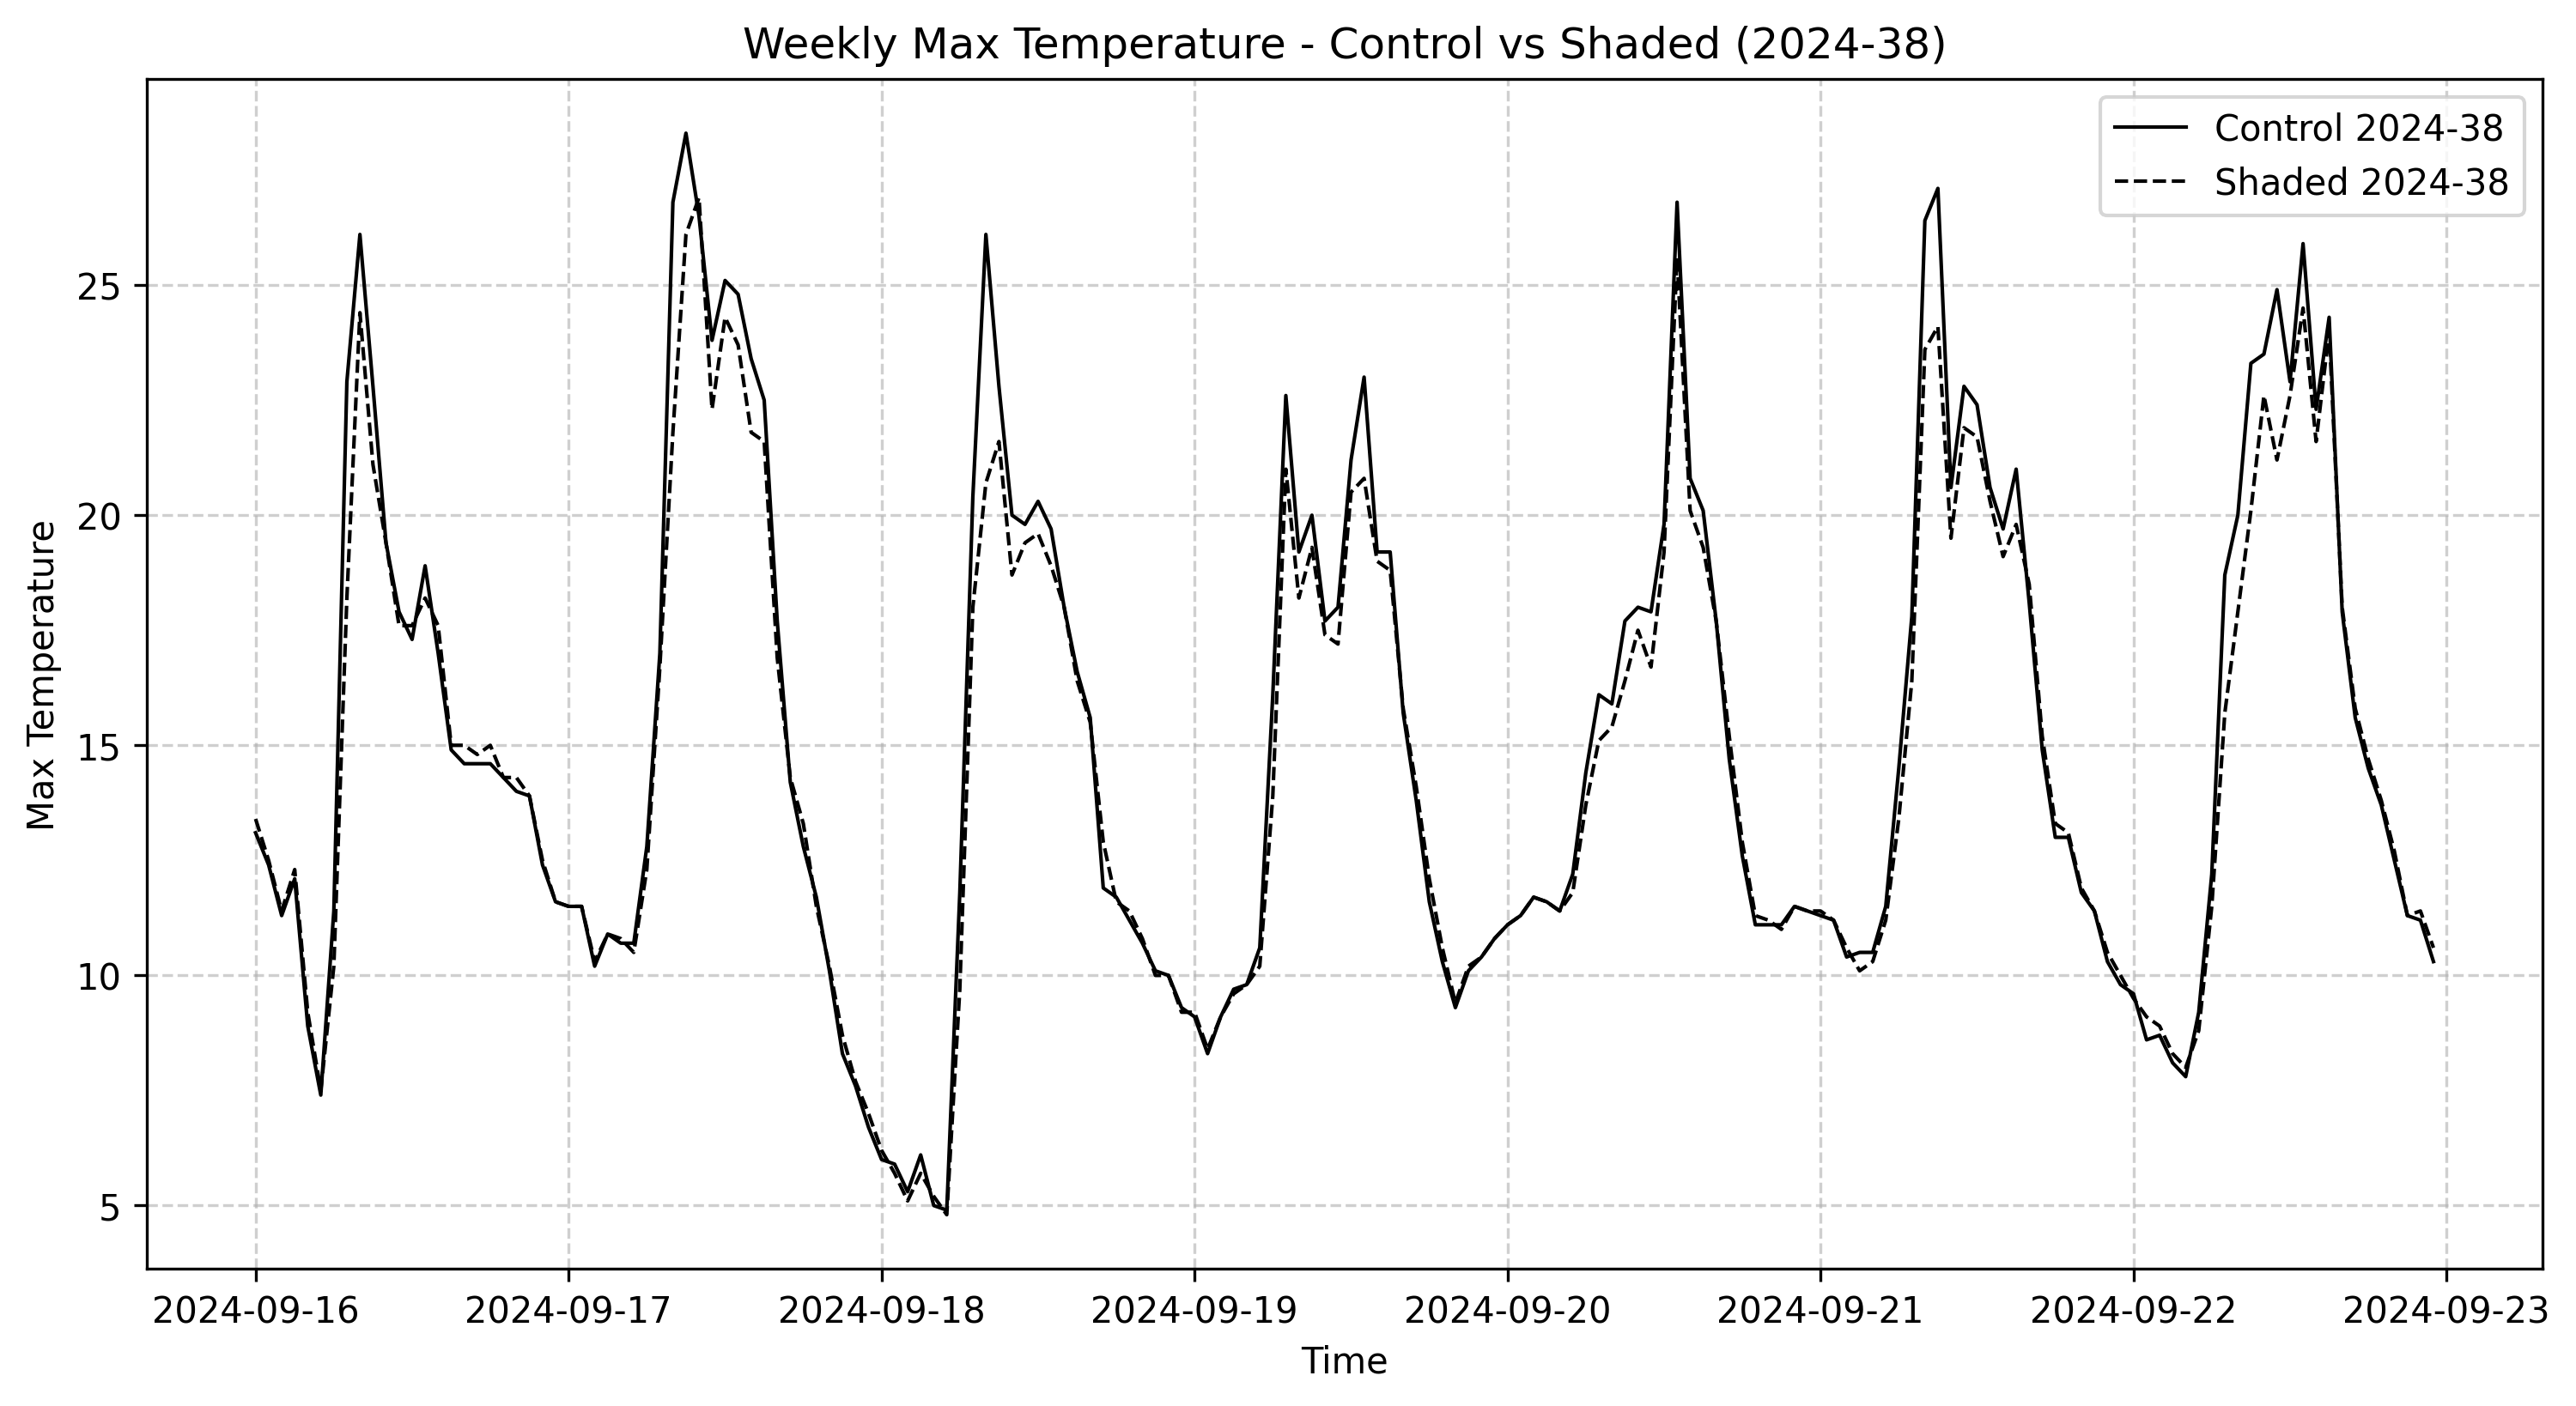 Weekly Max Temperature - Control vs Shaded (2024-38)
Control 2024-38
Shaded 2024-38
Max Temperature
25
20
15
10
5
2024-09-16 2024-09-17 2024-09-18 2024-09-19 2024-09-20 2024-09-21 2024-09-22 2024-09-23
Time